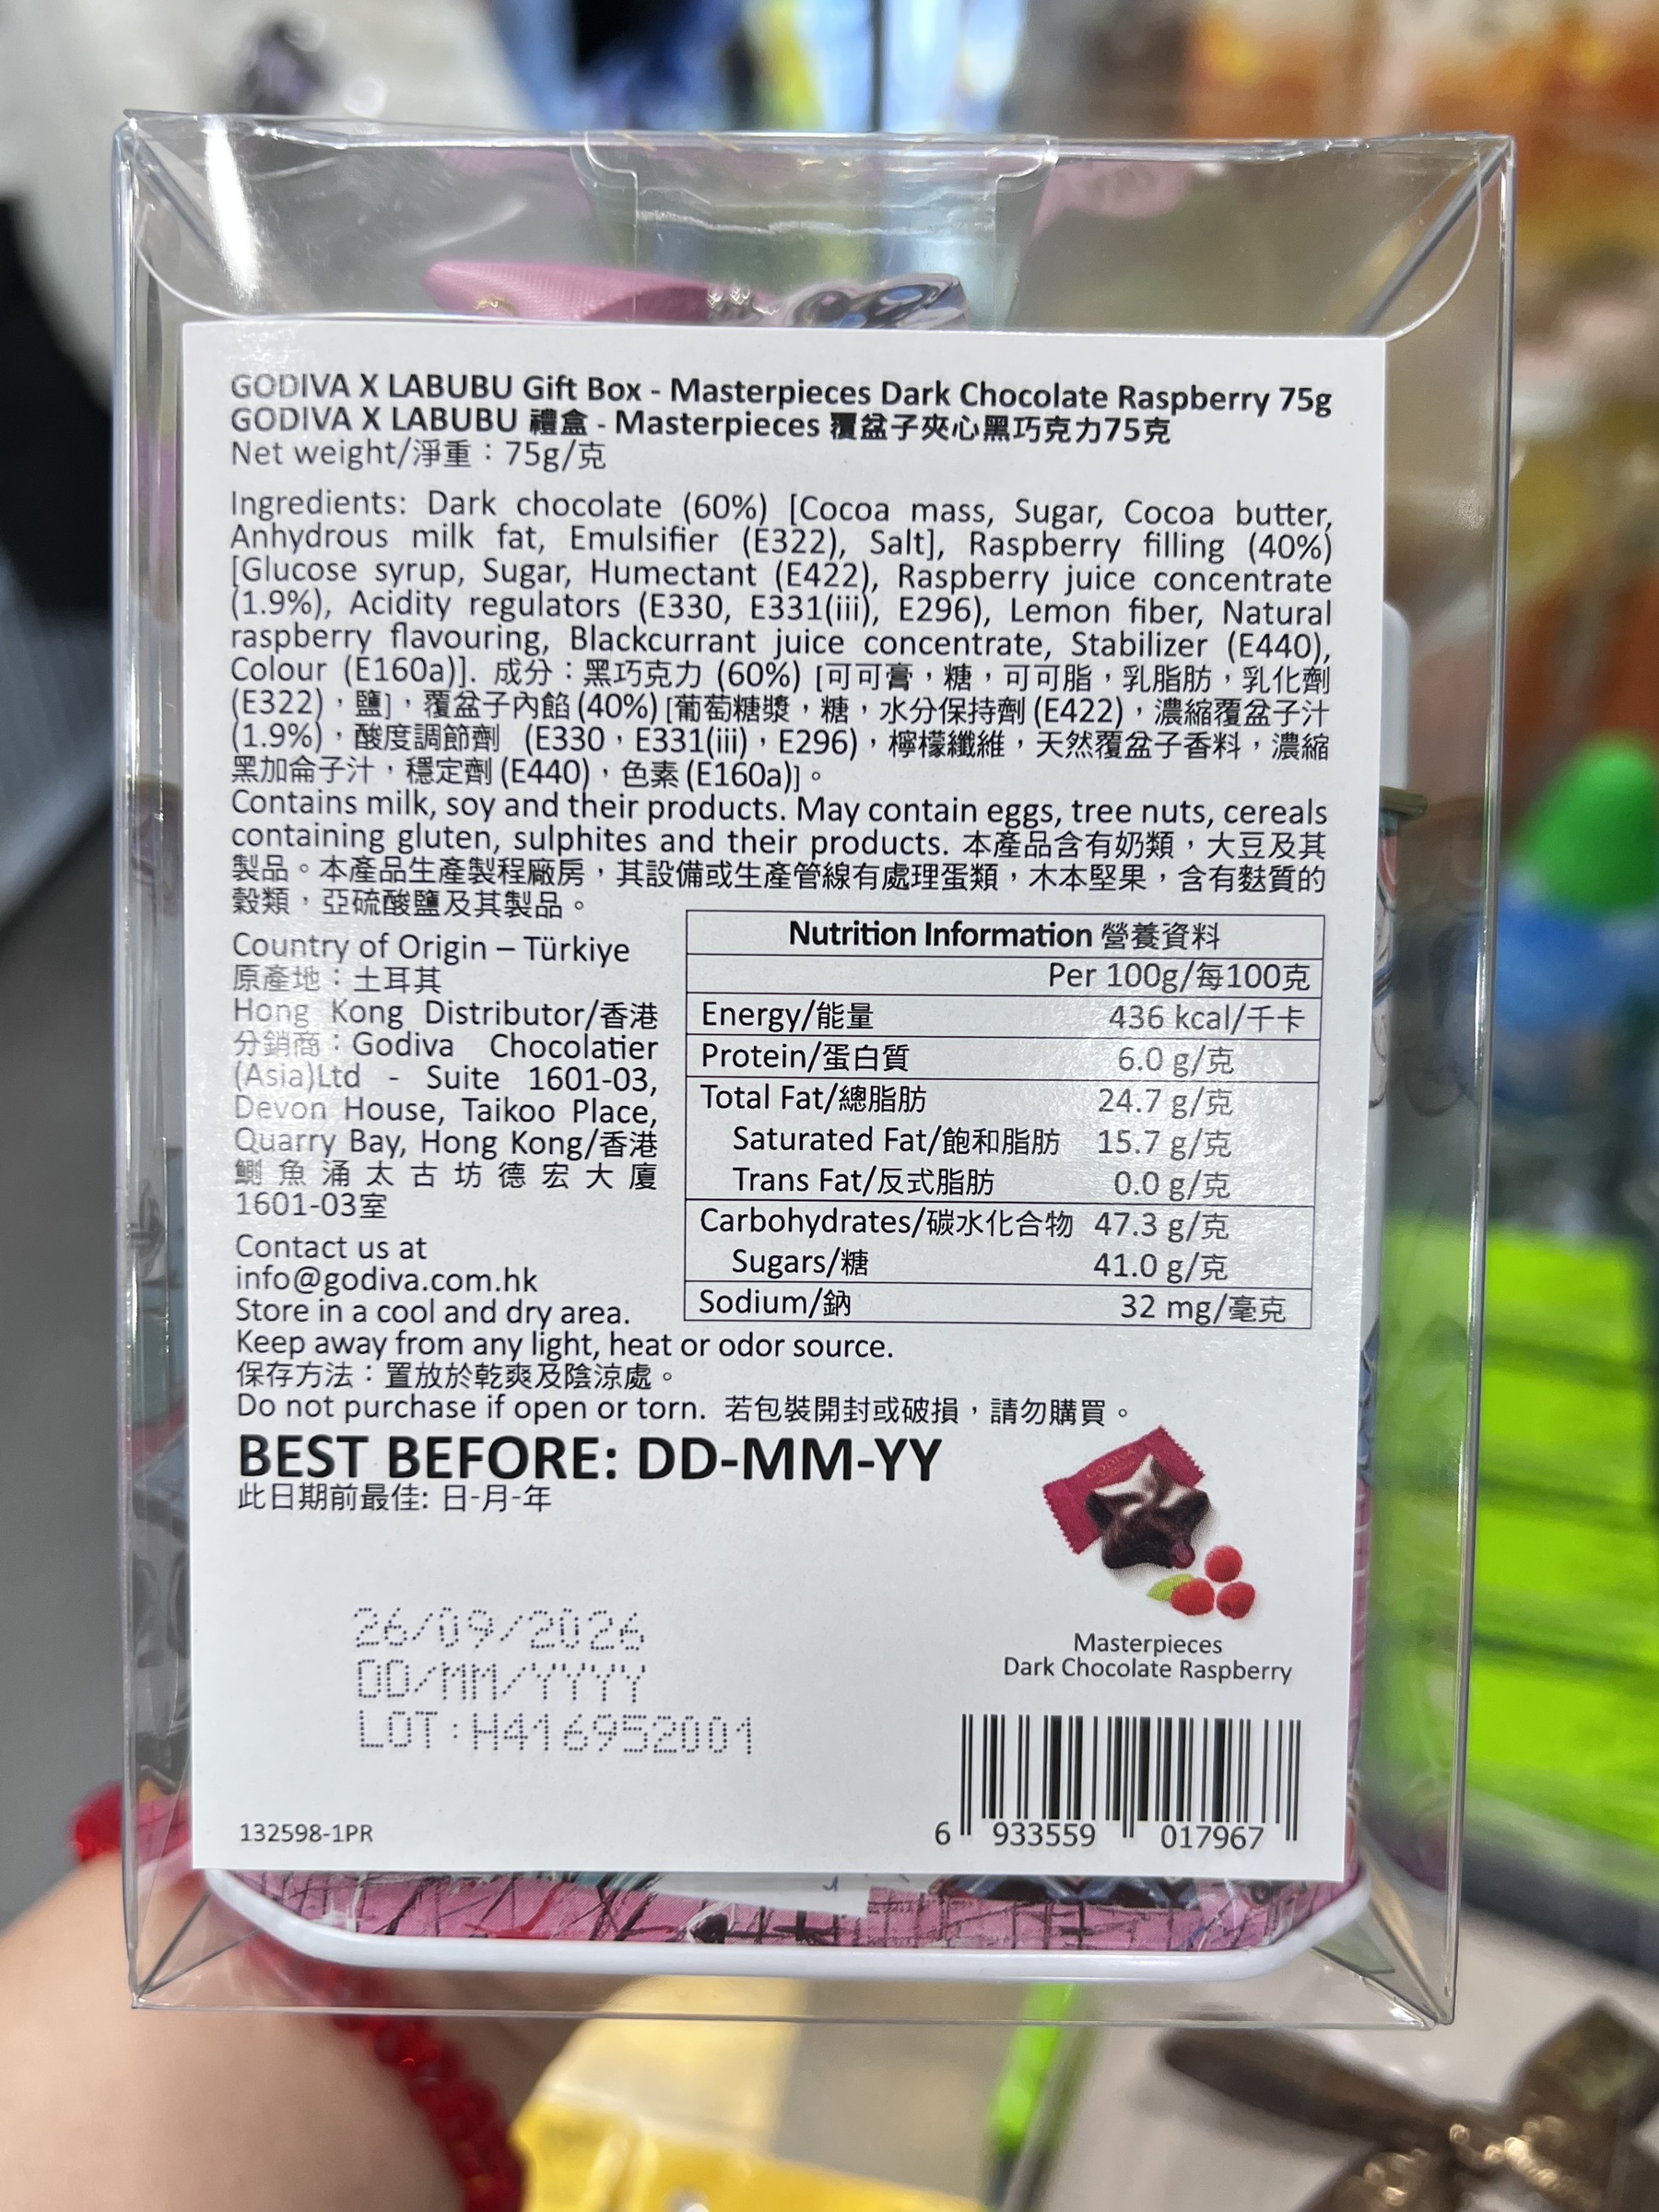 GODIVA X LABUBU Gift Box - Masterpieces Dark Chocolate Raspberry 75g
GODIVA X LABUBU 禮盒 - Masterpieces 覆盆子夾心黑巧克力75克
Net weight/淨重：75g/克
Ingredients: Dark chocolate (60%) [Cocoa mass, Sugar, Cocoa butter,
Anhydrous milk fat, Emulsifier (E322), Salt], Raspberry filling (40%)
[Glucose syrup, Sugar, Humectant (E422), Raspberry juice concentrate
(1.9%), Acidity regulators (E330, E331(iii), E296), Lemon fiber, Natural
raspberry flavouring, Blackcurrant juice concentrate, Stabilizer (E440),
Colour (E160a)]. 成分：黑巧克力 (60%) [可可膏，糖，可可脂，乳脂肪，乳化劑
(E322)，鹽]，覆盆子內餡 (40%) [葡萄糖漿，糖，水分保持劑 (E422)，濃縮覆盆子汁
(1.9%)，酸度調節劑 (E330，E331(iii)，E296)，檸檬纖維，天然覆盆子香料，濃縮
黑加侖子汁，穩定劑 (E440)，色素 (E160a)]。
Contains milk, soy and their products. May contain eggs, tree nuts, cereals
containing gluten, sulphites and their products. 本產品含有奶類，大豆及其
製品。本產品生產製程廠房，其設備或生產管線有處理蛋類，木本堅果，含有麩質的
穀類，亞硫酸鹽及其製品。
Country of Origin – Türkiye
原產地：土耳其
Hong Kong Distributor/香港
分銷商：Godiva Chocolatier
(Asia)Ltd - Suite 1601-03,
Devon House, Taikoo Place,
Quarry Bay, Hong Kong/香港
鰂魚涌太古坊德宏大廈
1601-03室
Contact us at
info@godiva.com.hk
Store in a cool and dry area.
Keep away from any light, heat or odor source.
保存方法：置放於乾爽及陰涼處。
Do not purchase if open or torn. 若包裝開封或破損，請勿購買。
Nutrition Information 營養資料
Per 100g/每100克
Energy/能量 436 kcal/千卡
Protein/蛋白質 6.0 g/克
Total Fat/總脂肪 24.7 g/克
Saturated Fat/飽和脂肪 15.7 g/克
Trans Fat/反式脂肪 0.0 g/克
Carbohydrates/碳水化合物 47.3 g/克
Sugars/糖 41.0 g/克
Sodium/鈉 32 mg/毫克
BEST BEFORE: DD-MM-YY
此日期前最佳: 日-月-年
GODIVA
26/09/2026
DD/MM/YYYY
LOT:H416952001
Masterpieces
Dark Chocolate Raspberry
132598-1PR
6 933559 017967